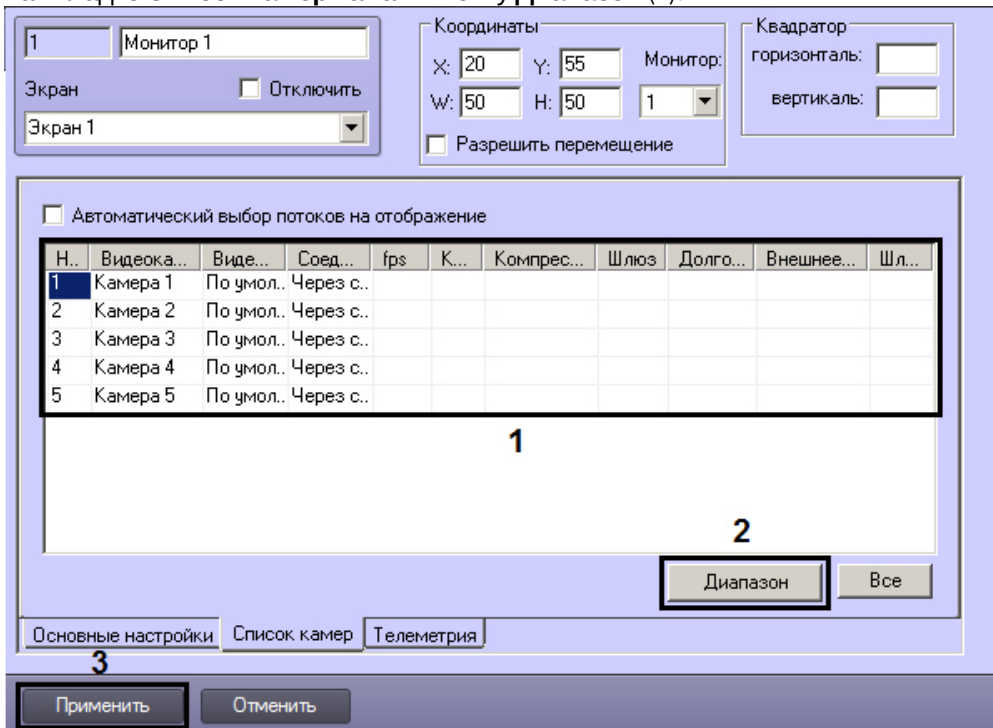 1 Монитор 1
Экран Отключить
Экран 1
Координаты
X: 20 Y: 55 Монитор:
W: 50 H: 50 1
Разрешить перемещение
Квадратор
горизонталь:
вертикаль:
Автоматический выбор потоков на отображение
Н.. Видеока... Виде... Соед... fps К... Компрес... Шлюз Долго... Внешнее... Шл...
1 Камера 1 По умол.. Через с..
2 Камера 2 По умол.. Через с..
3 Камера 3 По умол.. Через с..
4 Камера 4 По умол.. Через с..
5 Камера 5 По умол.. Через с..
1
2
Диапазон Все
Основные настройки Список камер Телеметрия
3
Применить Отменить